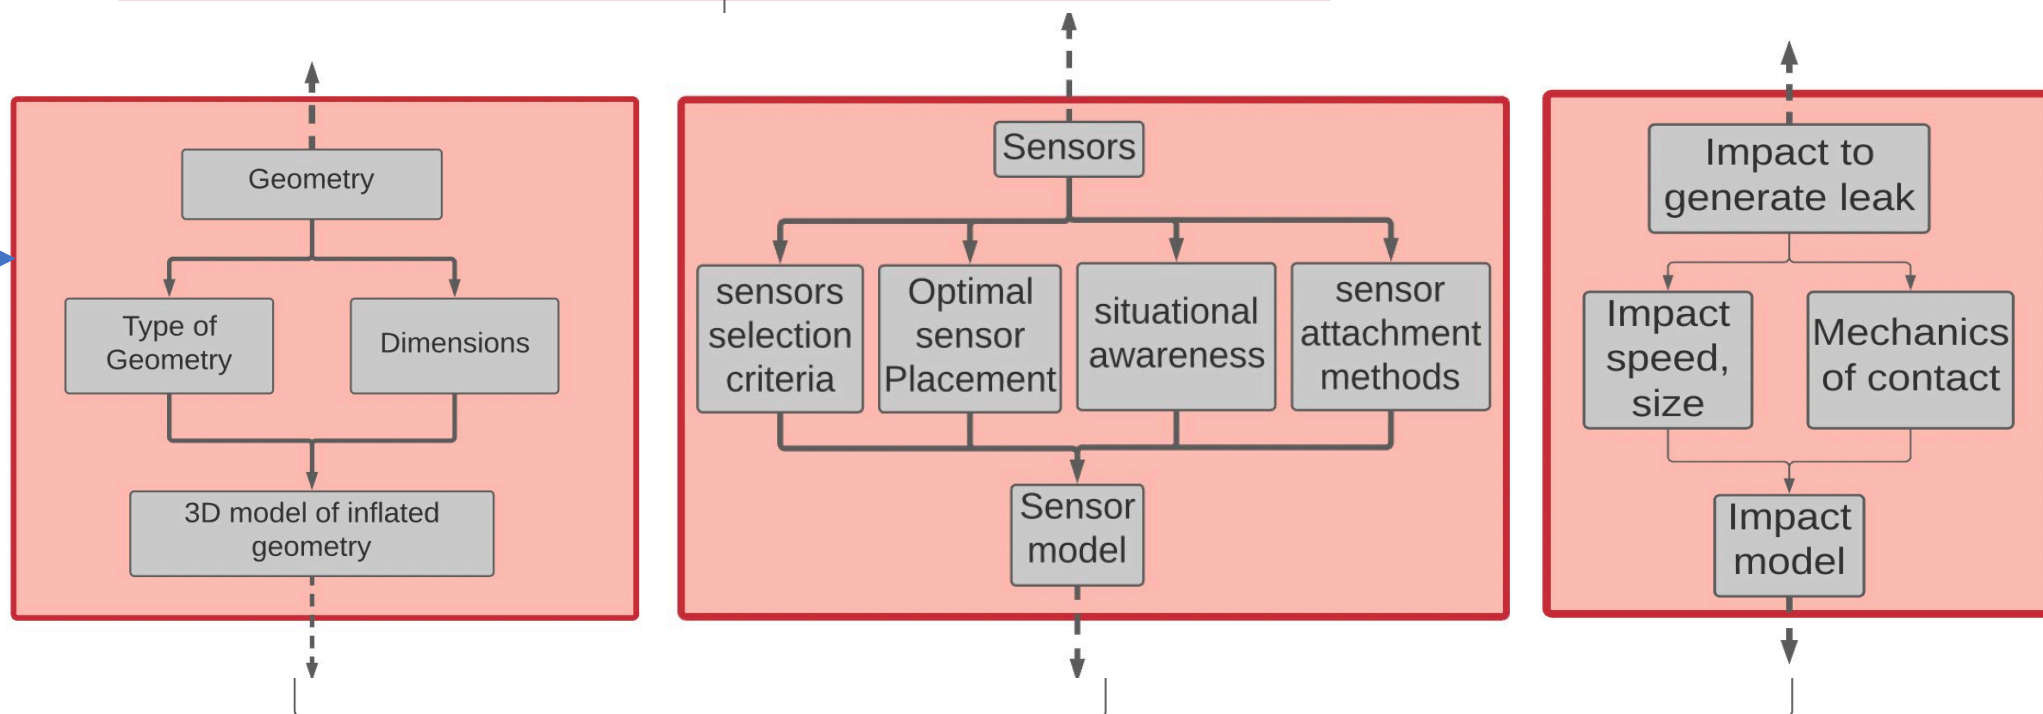 Geometry
Type of
Geometry
Dimensions
3D model of inflated
geometry
Sensors
sensors
selection
criteria
Optimal
sensor
Placement
situational
awareness
sensor
attachment
methods
Sensor
model
Impact to
generate leak
Impact
speed,
size
Mechanics
of contact
Impact
model